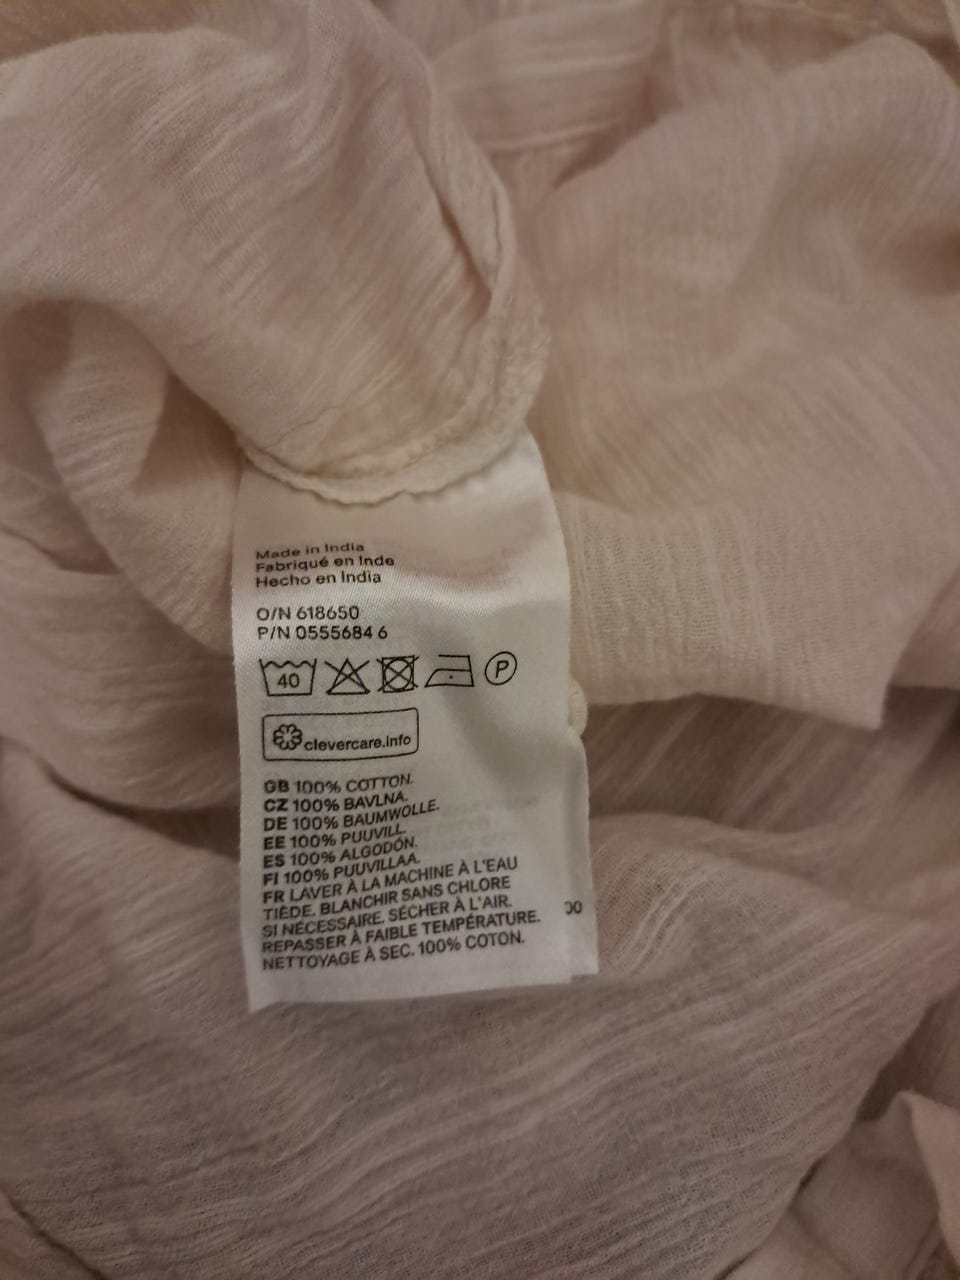 Made in India
Fabriqué en Inde
Hecho en India
O/N 618650
P/N 0555684 6
40 P
clevercare.info
GB 100% COTTON.
CZ 100% BAVLNA.
DE 100% BAUMWOLLE.
EE 100% PUUVILL.
ES 100% ALGODÓN.
FI 100% PUUVILLAA.
FR LAVER À LA MACHINE À L'EAU
TIÈDE. BLANCHIR SANS CHLORE
SI NÉCESSAIRE. SÉCHER À L'AIR.
REPASSER À FAIBLE TEMPÉRATURE.
NETTOYAGE À SEC. 100% COTON.
00